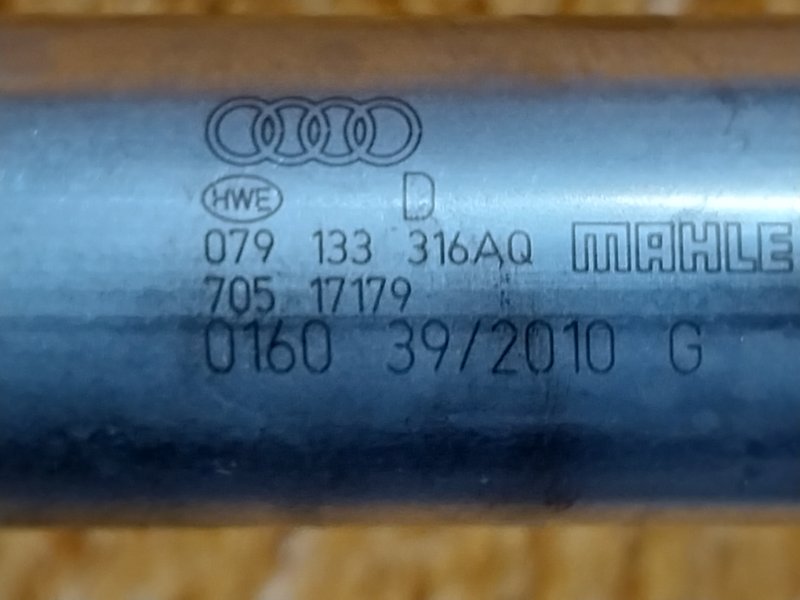 HWE D
079 133 316AQ MAHLE
705 17179
0160 39/2010 G